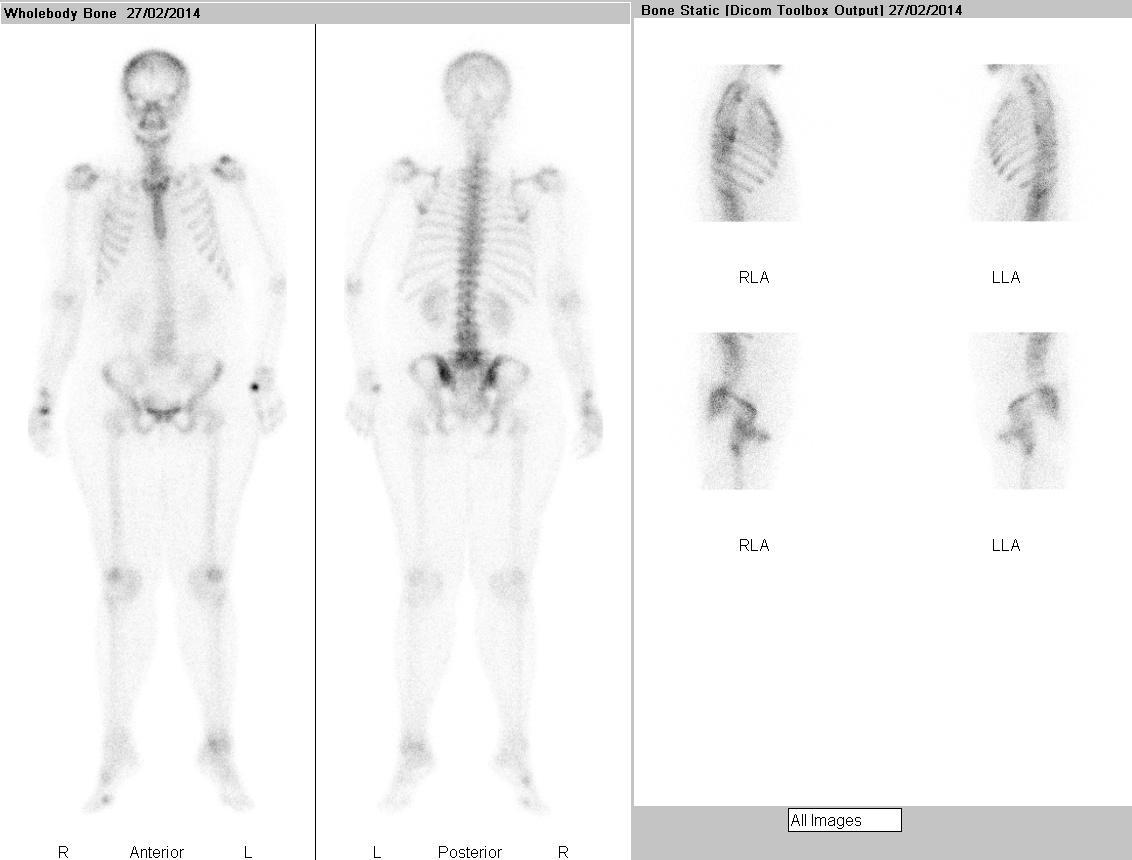 Wholebody Bone 27/02/2014
Bone Static [Dicom Toolbox Output] 27/02/2014
RLA
LLA
RLA
LLA
All Images
R Anterior L
L Posterior R